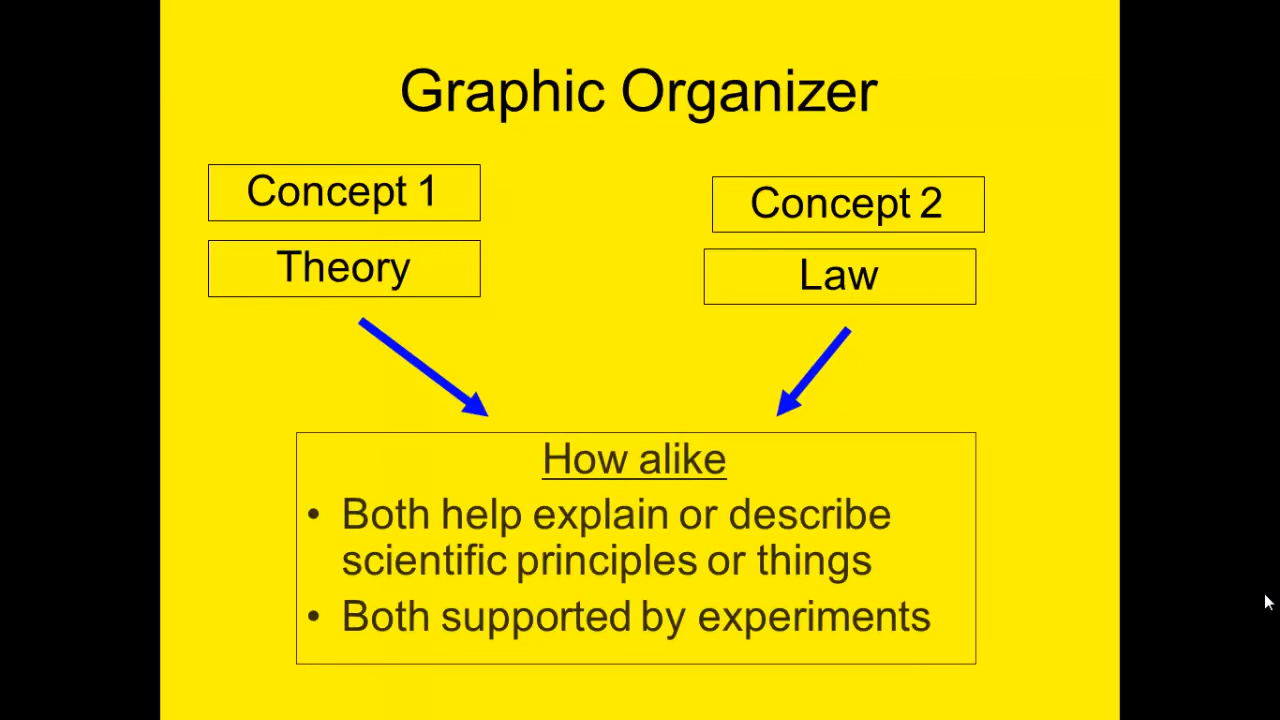 Graphic Organizer
Concept 1
Concept 2
Theory
Law
How alike
• Both help explain or describe
scientific principles or things
• Both supported by experiments